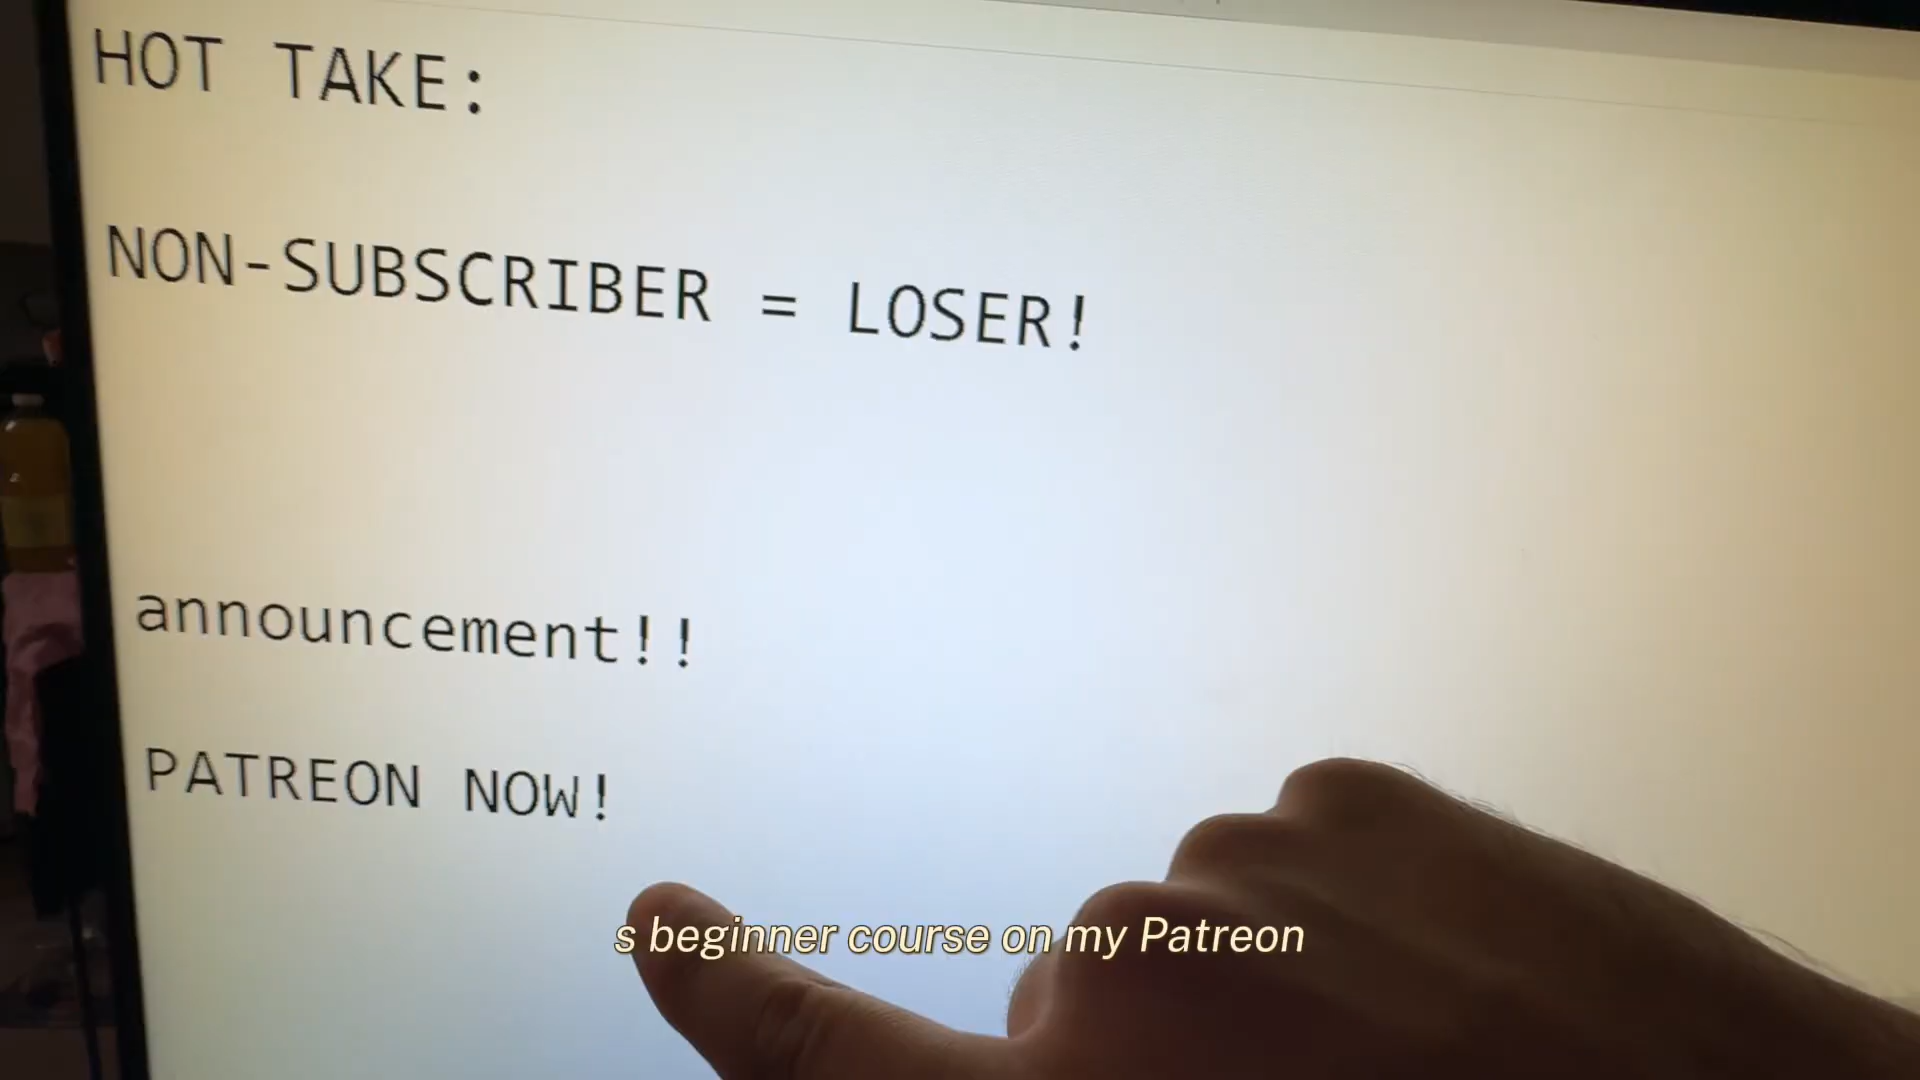 HOT TAKE:
NON-SUBSCRIBER = LOSER!
announcement!!
PATREON NOW!
s beginner course on my Patreon